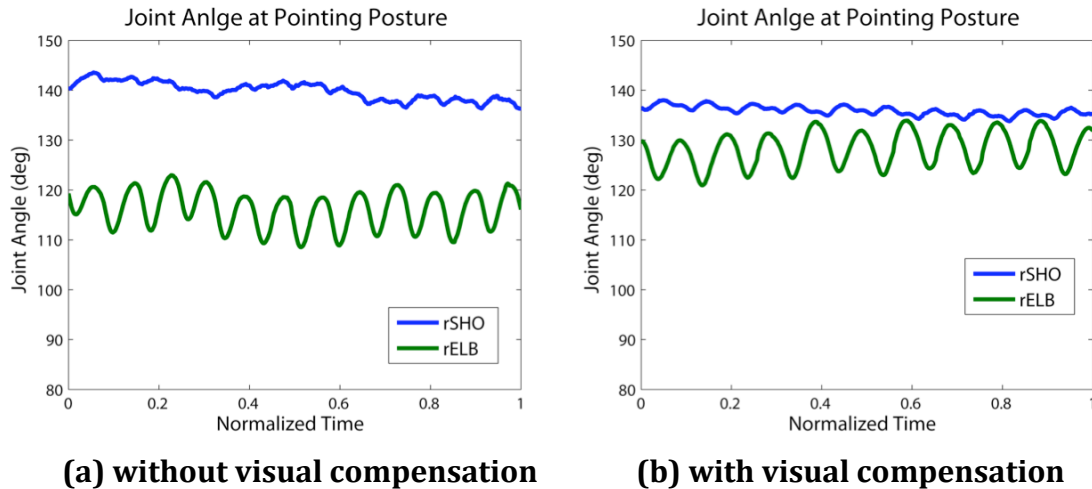 Joint Anlge at Pointing Posture
150
140
130
120
110
100
90
80
Joint Angle (deg)
rSHO
rELB
0
0.2
0.4
0.6
0.8
1
Normalized Time
(a) without visual compensation
Joint Anlge at Pointing Posture
150
140
130
120
110
100
90
80
Joint Angle (deg)
rSHO
rELB
0
0.2
0.4
0.6
0.8
1
Normalized Time
(b) with visual compensation